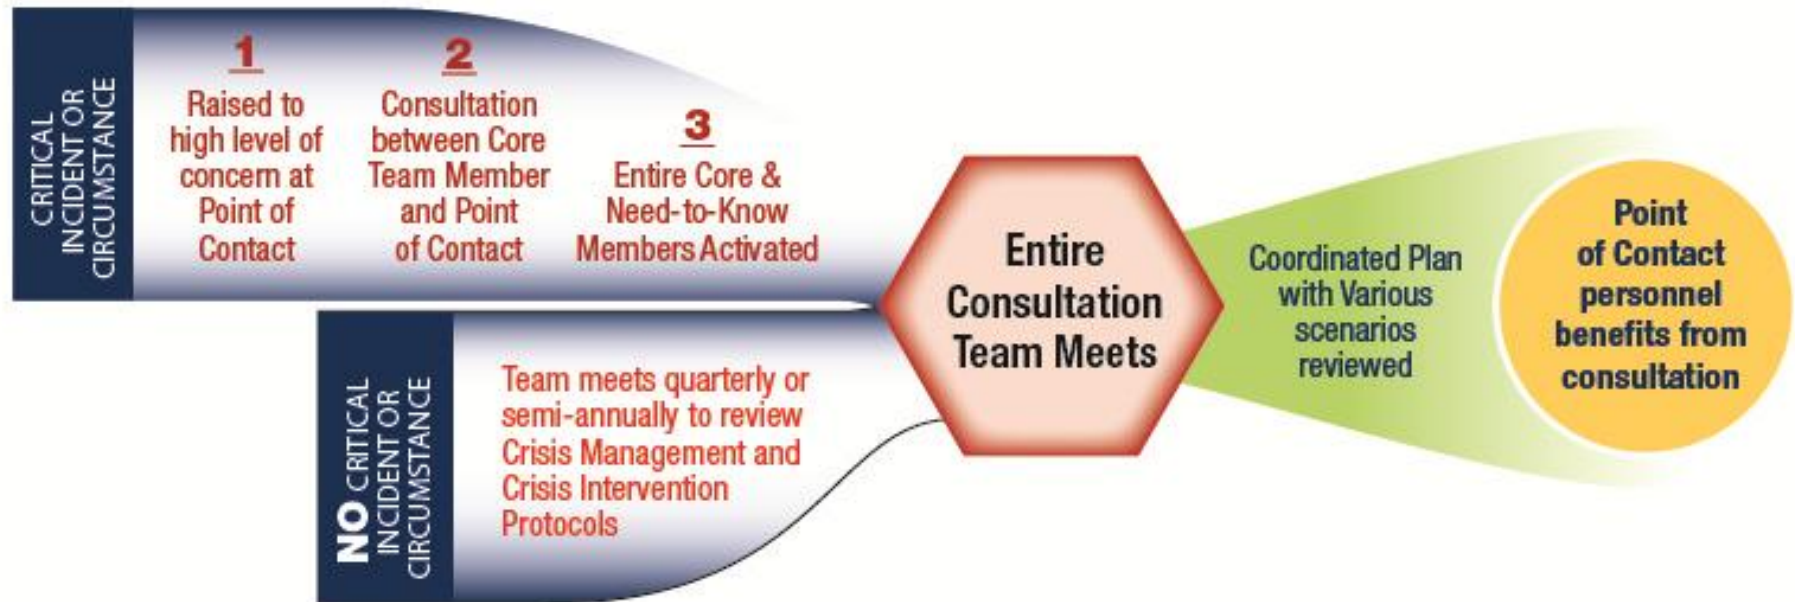 CRITICAL
INCIDENT OR
CIRCUMSTANCE
1
Raised to
high level of
concern at
Point of
Contact
2
Consultation
between Core
Team Member
and Point
of Contact
3
Entire Core &
Need-to-Know
Members Activated
NO CRITICAL
INCIDENT OR
CIRCUMSTANCE
Team meets quarterly or
semi-annually to review
Crisis Management and
Crisis Intervention
Protocols
Entire
Consultation
Team Meets
Coordinated Plan
with Various
scenarios
reviewed
Point
of Contact
personnel
benefits from
consultation